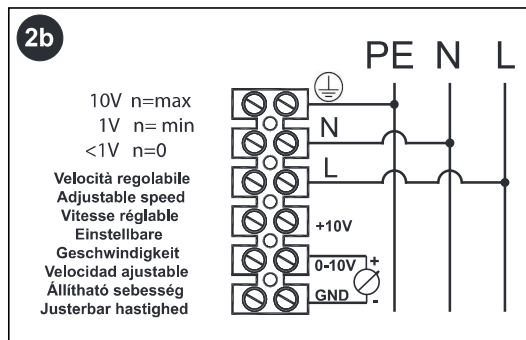 2b
PE N L
10V n=max
1V n= min
<1V n=0
Velocità regolabile
Adjustable speed
Vitesse réglable
Einstellbare
Geschwindigkeit
Velocidad ajustable
Állítható sebesség
Justerbar hastighed
N
L
+10V
0-10V
+
GND
-